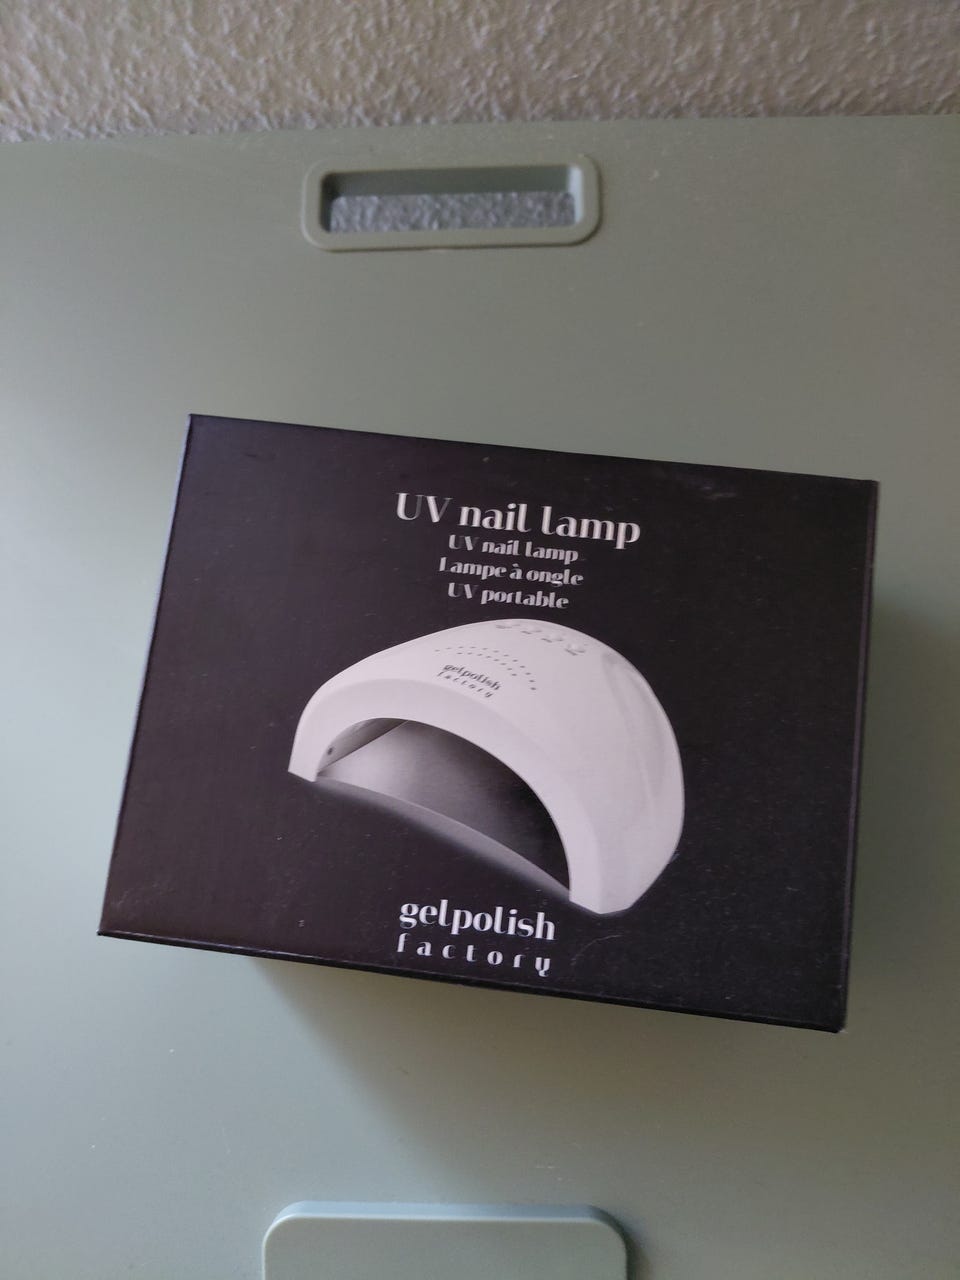 UV nail lamp
UV nail lamp
Lampe à ongle
UV portable
gelpolish
factory
gelpolish
factory